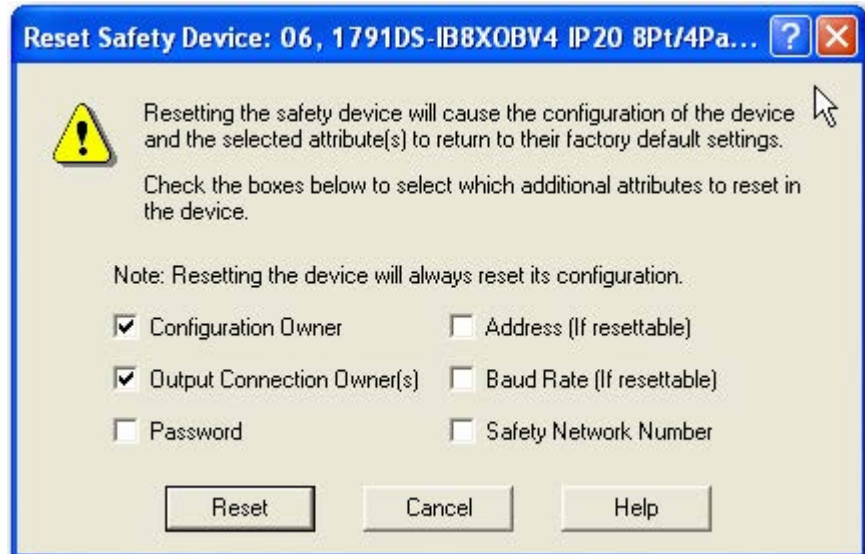 Reset Safety Device: 06, 1791DS-IB8XOBV4 IP20 8Pt/4Pa...
Resetting the safety device will cause the configuration of the device
and the selected attribute(s) to return to their factory default settings.
Check the boxes below to select which additional attributes to reset in
the device.
Note: Resetting the device will always reset its configuration.
Configuration Owner
Address (If resettable)
Output Connection Owner(s)
Baud Rate (If resettable)
Password
Safety Network Number
Reset
Cancel
Help